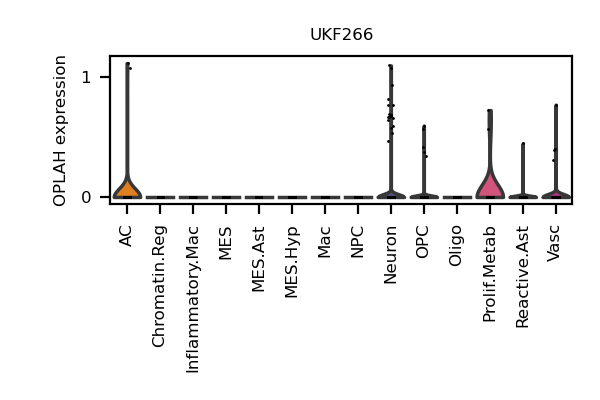 UKF266
OPLAH expression
1
0
AC
Chromatin.Reg
Inflammatory.Mac
MES
MES.Ast
MES.Hyp
Mac
NPC
Neuron
OPC
Oligo
Prolif.Metab
Reactive.Ast
Vasc